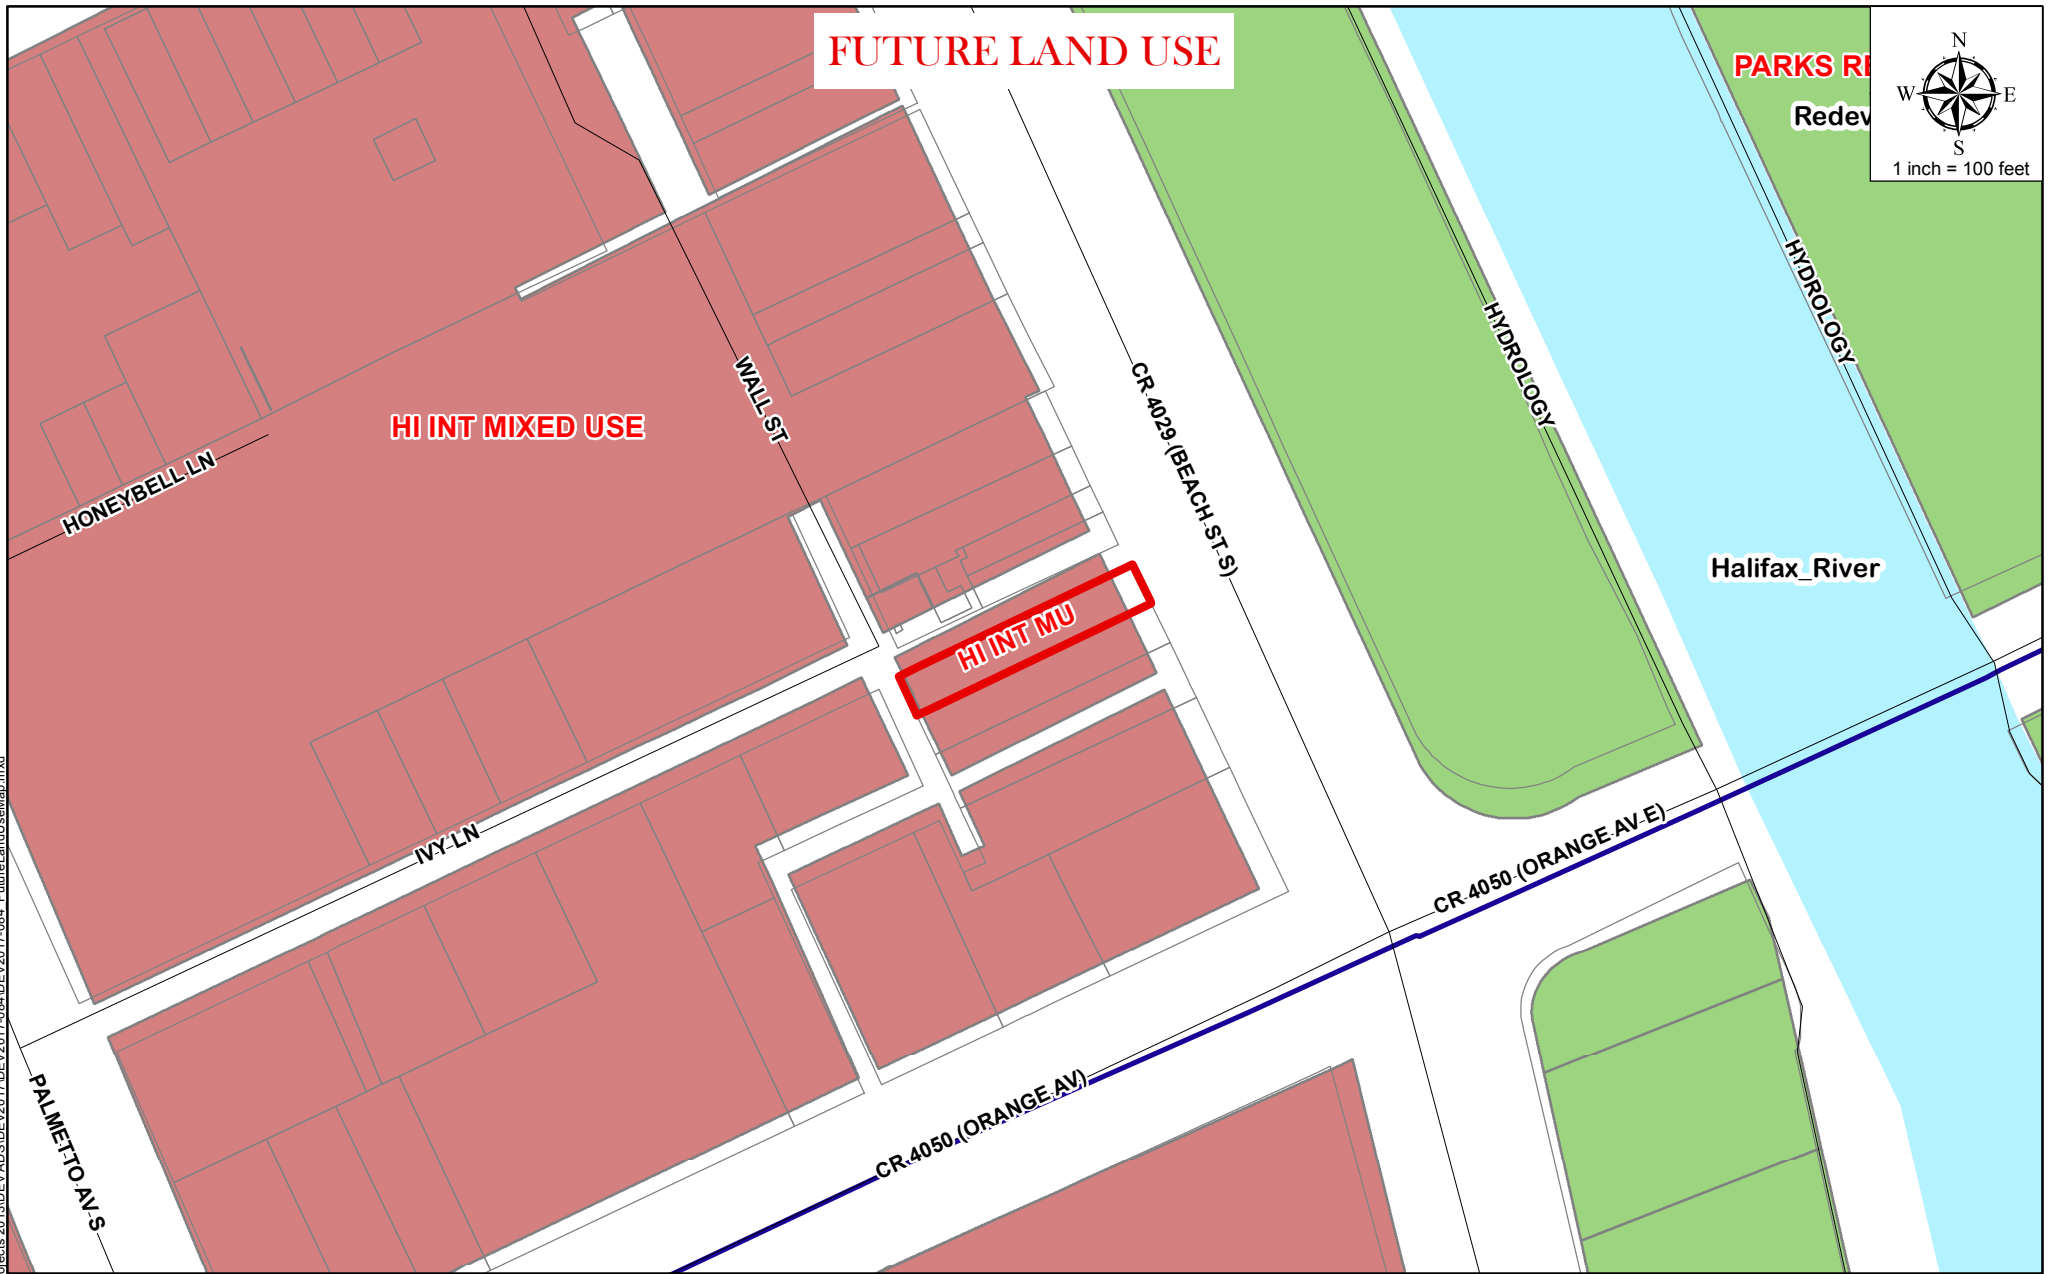 FUTURE LAND USE
PARKS RE
Redev
N
W E
S
1 inch = 100 feet
HYDROLOGY
HYDROLOGY
WALL ST
CR 4029 (BEACH ST S)
HI INT MIXED USE
HONEYBELL LN
Halifax_River
HI INT MU
IVY LN
CR 4050 (ORANGE AV E)
CR 4050 (ORANGE AV)
PALMETTO AV S